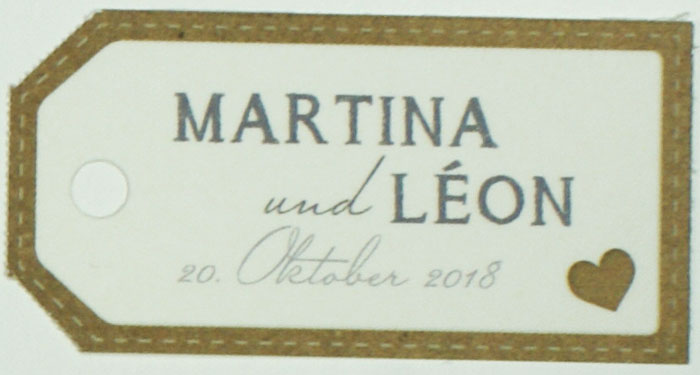 MARTINA
und LÉON
20. Oktober 2018